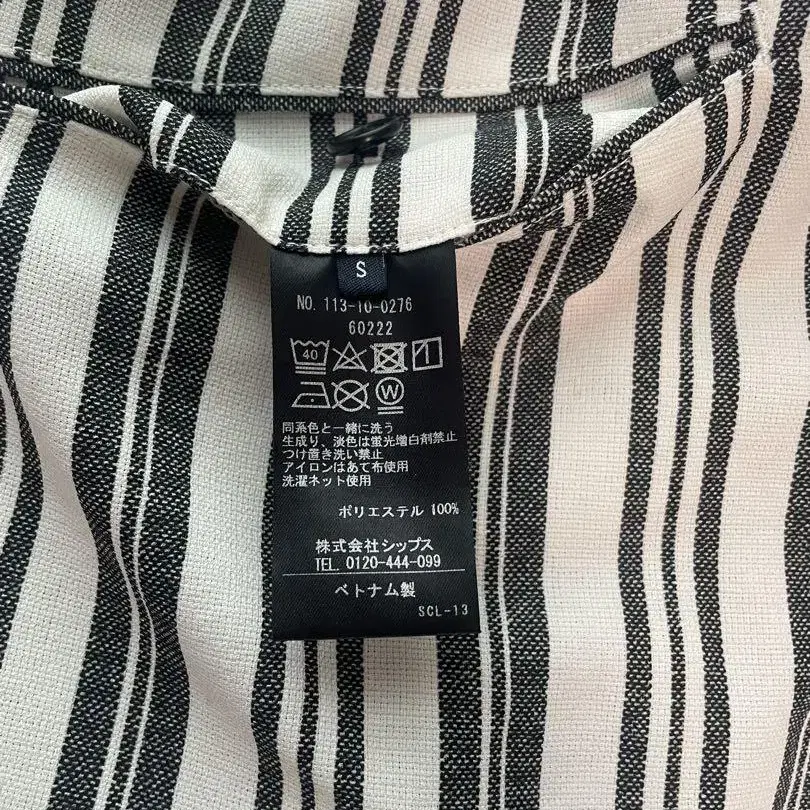 S
NO. 113-10-0276
60222
40
W
同系色と一緒に洗う
生成り、淡色は蛍光増白剤禁止
つけ置き洗い禁止
アイロンはあて布使用
洗濯ネット使用
ポリエステル 100%
株式会社シップス
TEL. 0120-444-099
ベトナム製
SCL-13